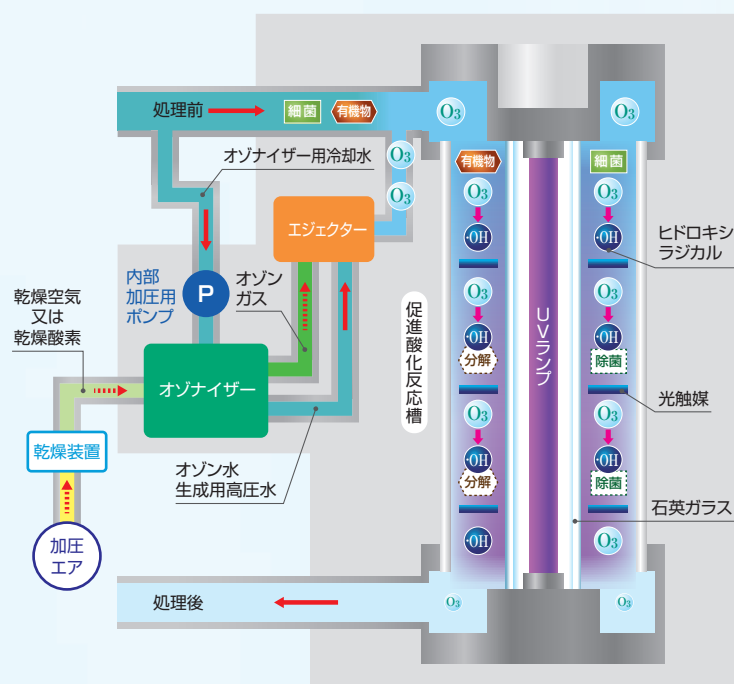 処理前
細菌
有機物
O3
O3
O3
オゾナイザー用冷却水
O3
O3
有機物
細菌
O3
O3
エジェクター
·OH
·OH
ヒドロキシ
ラジカル
内部
加圧用
ポンプ
P
オゾン
ガス
乾燥空気
又は
乾燥酸素
促進酸化反応槽
UVランプ
O3
O3
·OH
·OH
分解
除菌
オゾナイザー
光触媒
O3
O3
乾燥装置
オゾン水
生成用高圧水
·OH
·OH
分解
除菌
石英ガラス
加圧
エア
·OH
O3
処理後
O3
O3